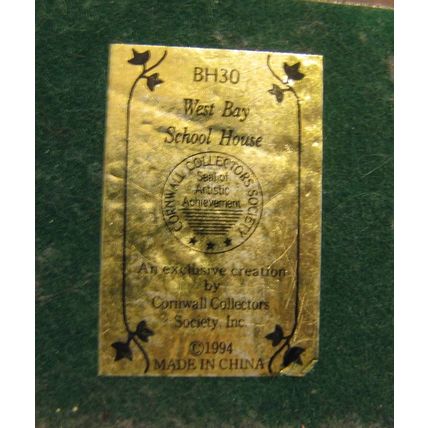 BH30
West Bay
School House
CORNWALL COLLECTORS SOCIETY
Seal of
Artistic
Achievement
An exclusive creation
by
Cornwall Collectors
Society, Inc.
©1994
MADE IN CHINA